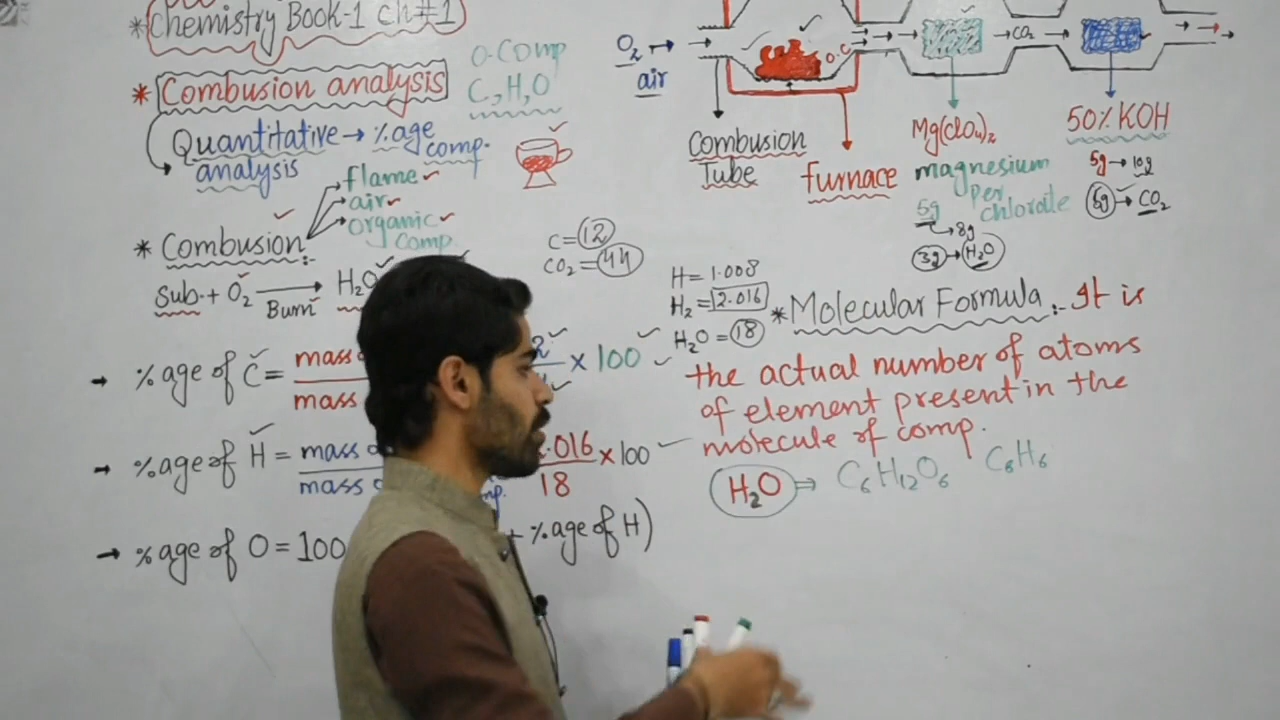 *Chemistry Book-1 ch#1
* Combusion analysis
O-Comp
C, H, O
Quantitative → %age comp.
analysis
flame
air
organic comp.
* Combusion:-
Sub. + O2 → H2O
Burn
C=12
CO2=44
→ %age of C = mass
mass
x 100
→ %age of H = mass
mass
.016 x100
18
→ %age of O = 100 + %age of H)
O2 →
air
O.C
CO2
Combusion
Tube
furnace
Mg(ClO4)2
magnesium
per
chlorate
5g
→8g
3g → H2O
50% KOH
5g → 10g
5g → CO2
H = 1.008
H2 = 2.016
H2O = 18
* Molecular Formula:- It is
the actual number of atoms
of element present in the
molecule of comp.
H2O ⇒ C6H12O6 C6H6